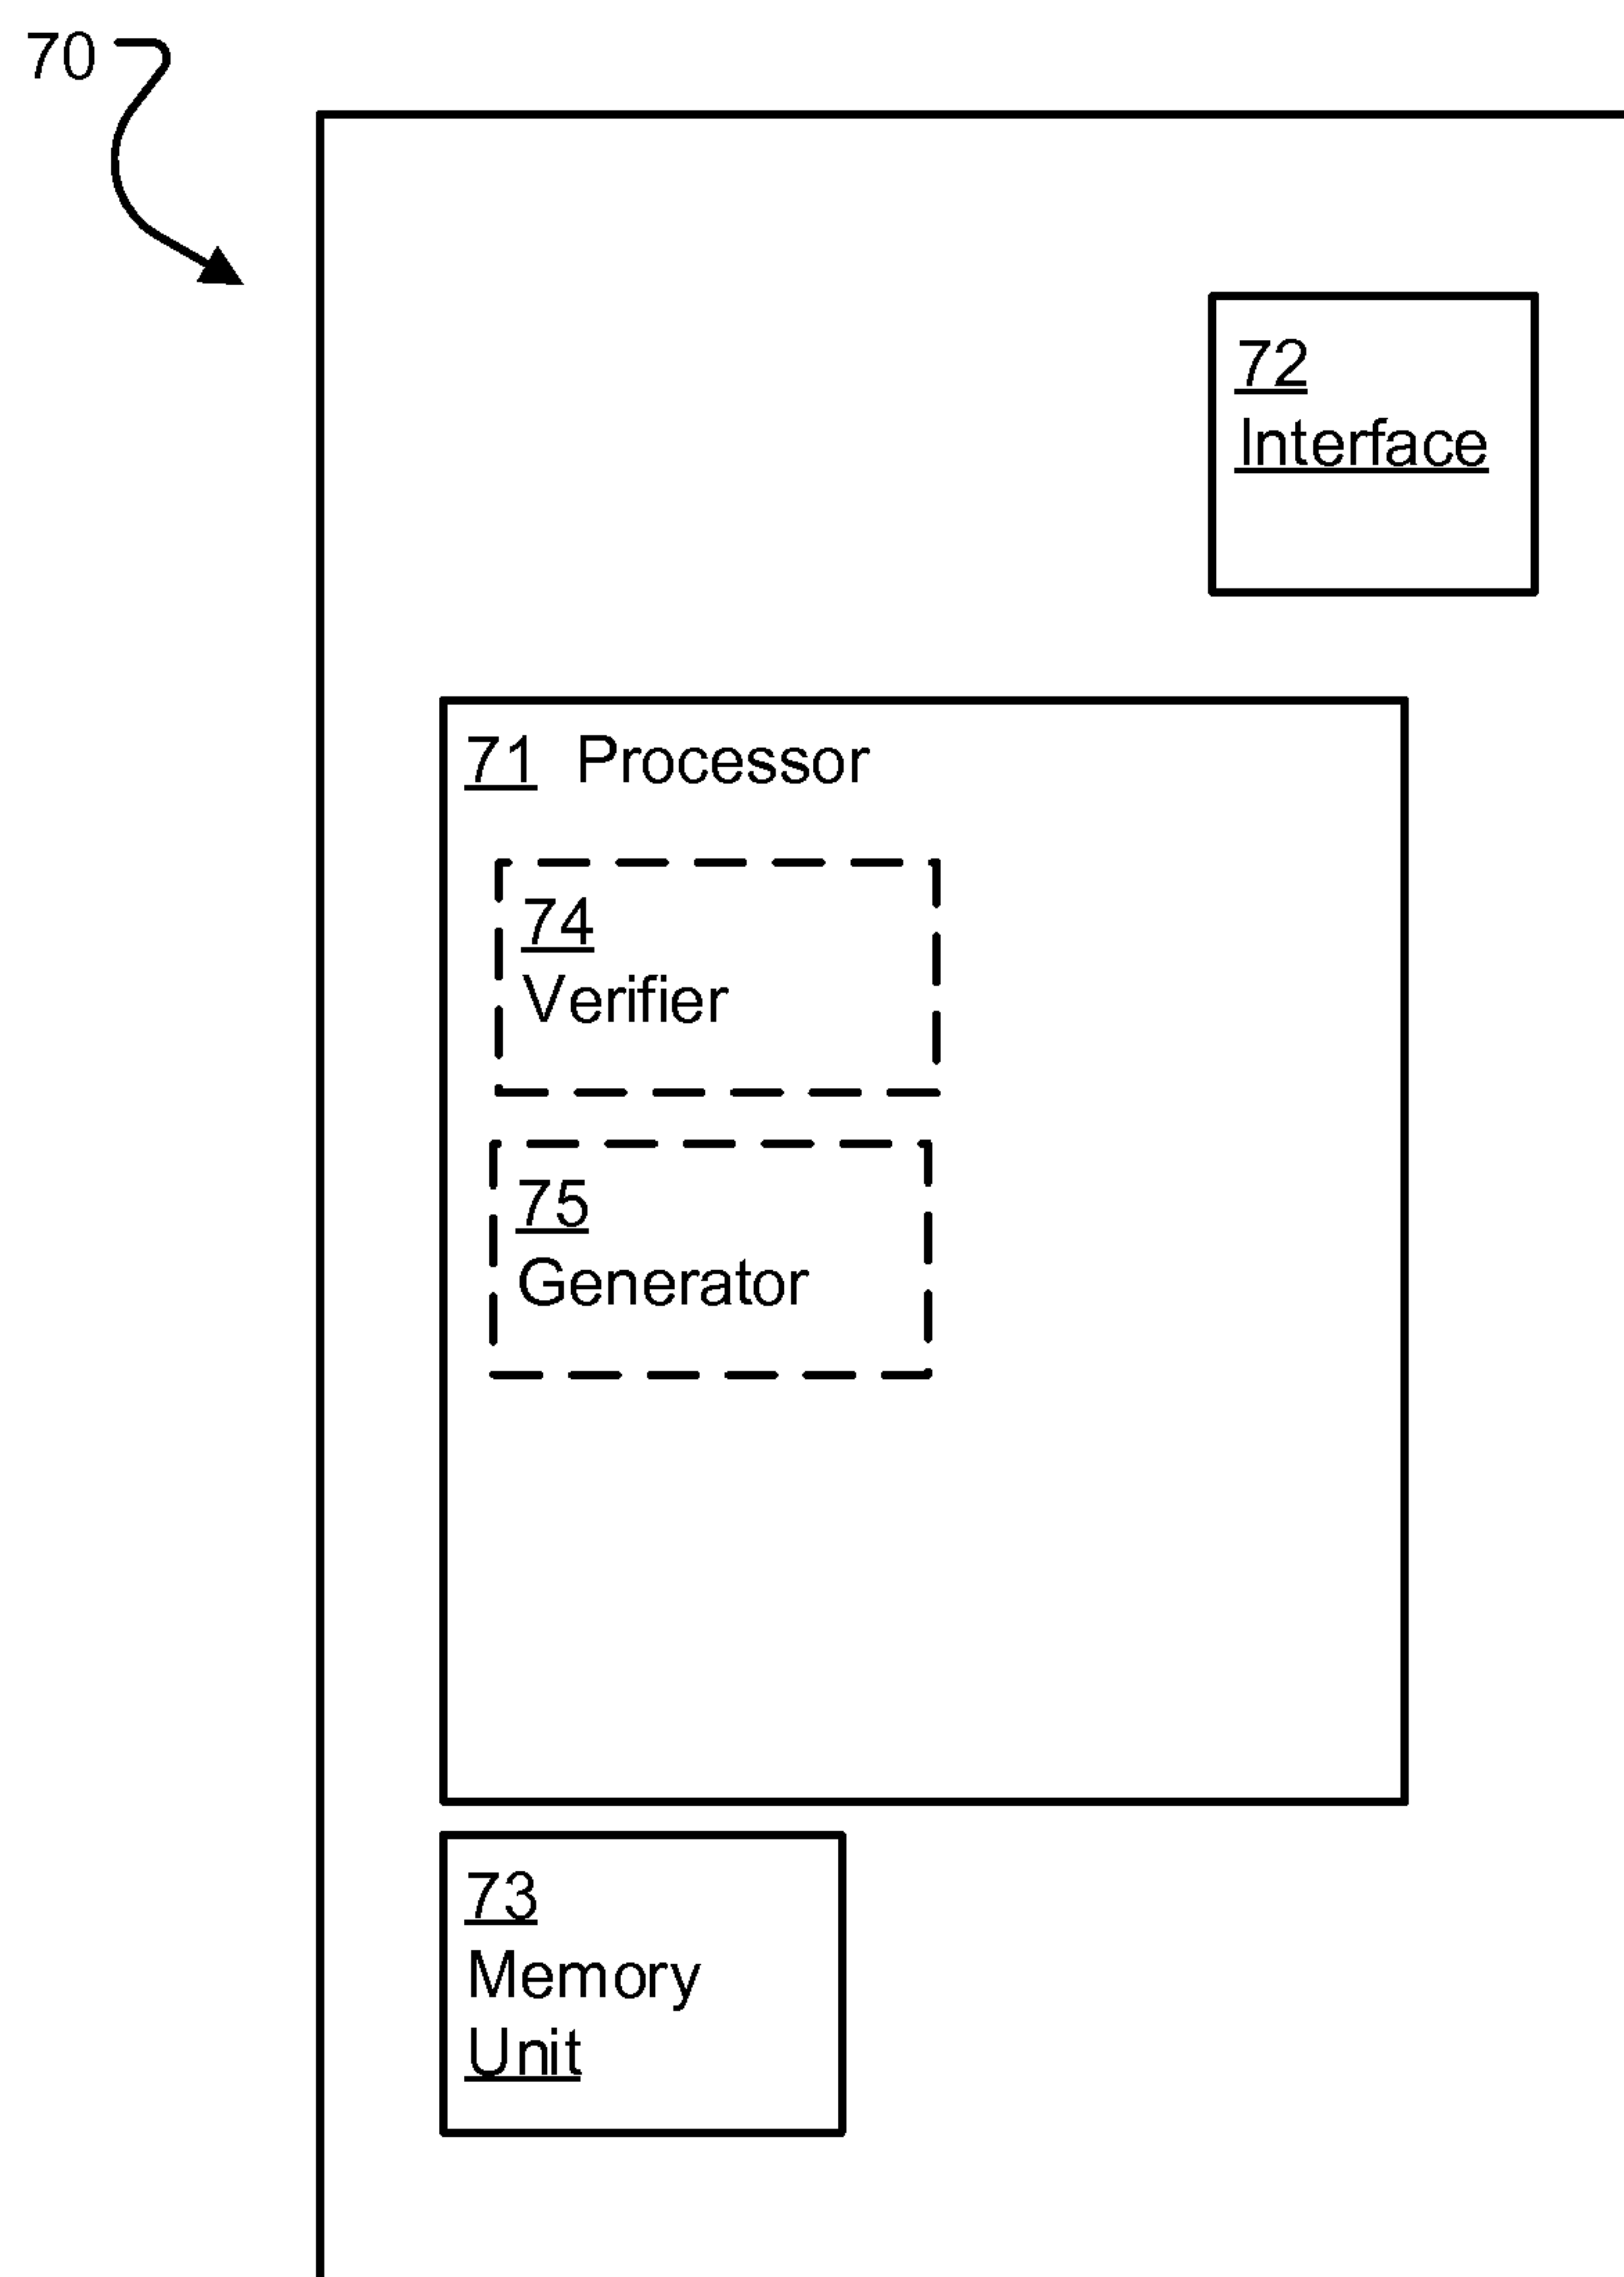 70
72
Interface
71 Processor
74
Verifier
75
Generator
73
Memory
Unit